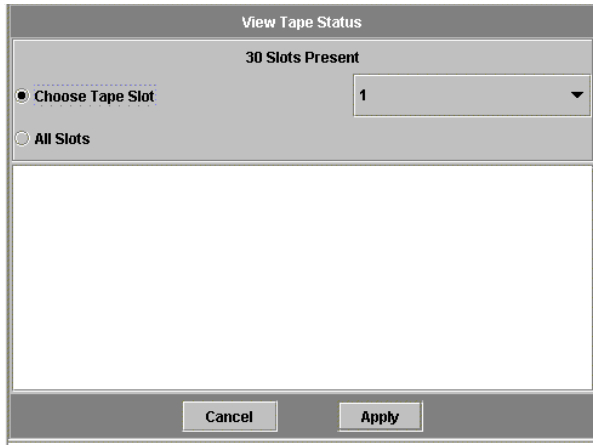 View Tape Status
30 Slots Present
Choose Tape Slot
1
All Slots
Cancel
Apply